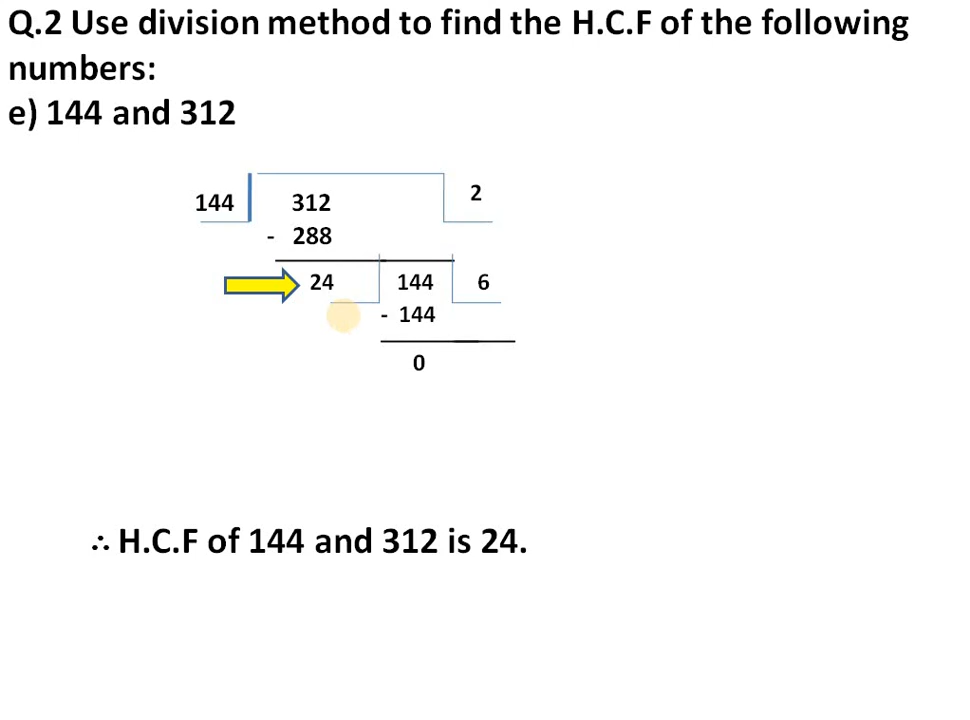 Q.2 Use division method to find the H.C.F of the following
numbers:
e) 144 and 312
144 312 2
- 288
24 144 6
- 144
0
∴ H.C.F of 144 and 312 is 24.